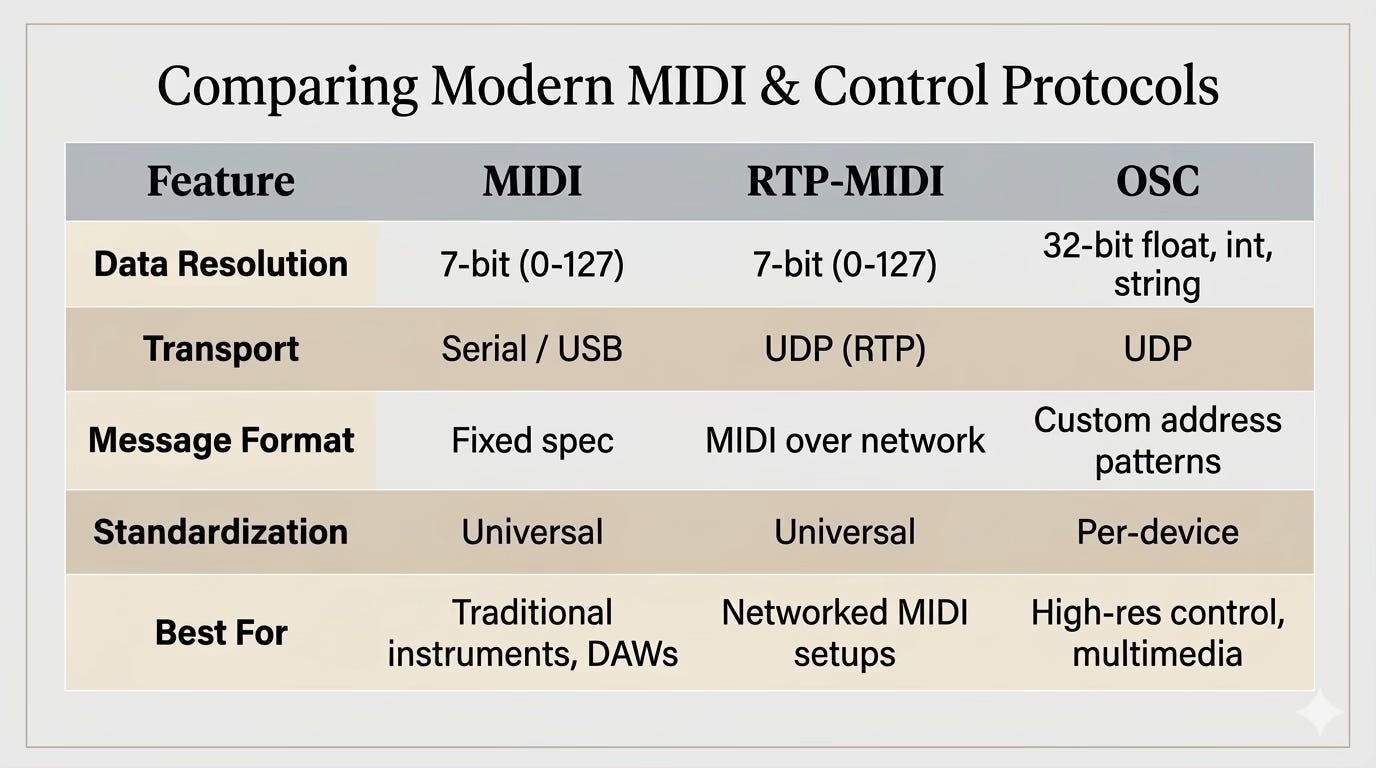 Comparing Modern MIDI & Control Protocols
Feature MIDI RTP-MIDI OSC
Data Resolution 7-bit (0-127) 7-bit (0-127) 32-bit float, int,
string
Transport Serial / USB UDP (RTP) UDP
Message Format Fixed spec MIDI over network Custom address
patterns
Standardization Universal Universal Per-device
Best For Traditional
instruments, DAWs Networked MIDI
setups High-res control,
multimedia